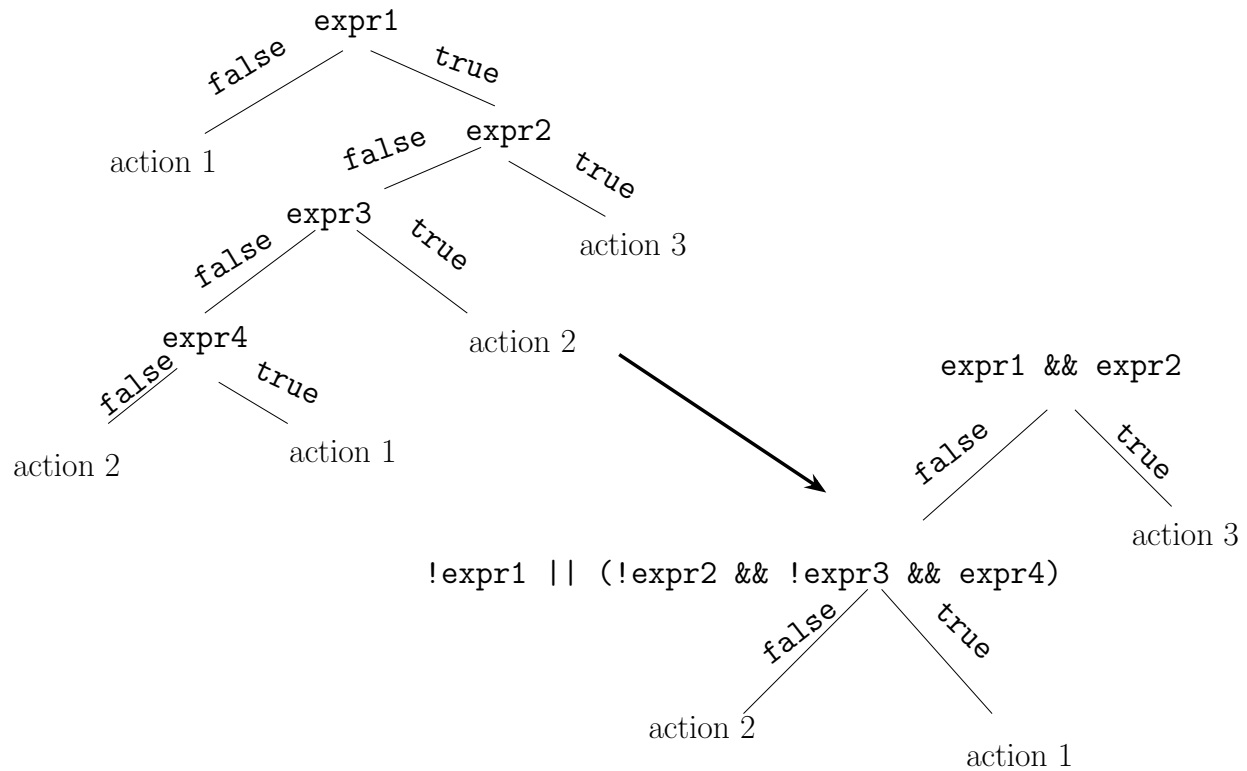 expr1
false
true
action 1
expr2
false
true
expr3
action 3
false
true
expr4
action 2
false
true
action 2
action 1
expr1 && expr2
false
true
action 3
!expr1 || (!expr2 && !expr3 && expr4)
false
true
action 2
action 1